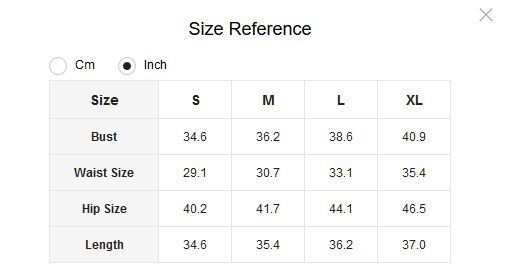 Size Reference
Cm Inch
Size S M L XL
Bust 34.6 36.2 38.6 40.9
Waist Size 29.1 30.7 33.1 35.4
Hip Size 40.2 41.7 44.1 46.5
Length 34.6 35.4 36.2 37.0